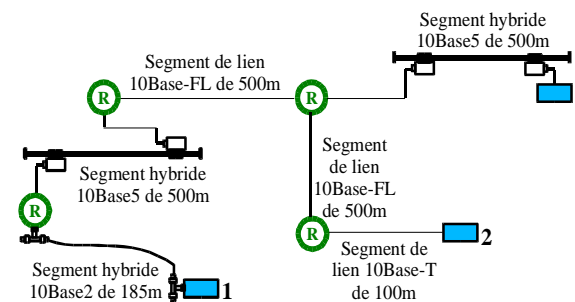 Segment hybride
10Base5 de 500m
Segment de lien
10Base-FL de 500m
R
R
Segment
de lien
10Base-FL
de 500m
Segment hybride
10Base5 de 500m
R
R
2
Segment de
lien 10Base-T
de 100m
Segment hybride
10Base2 de 185m
1